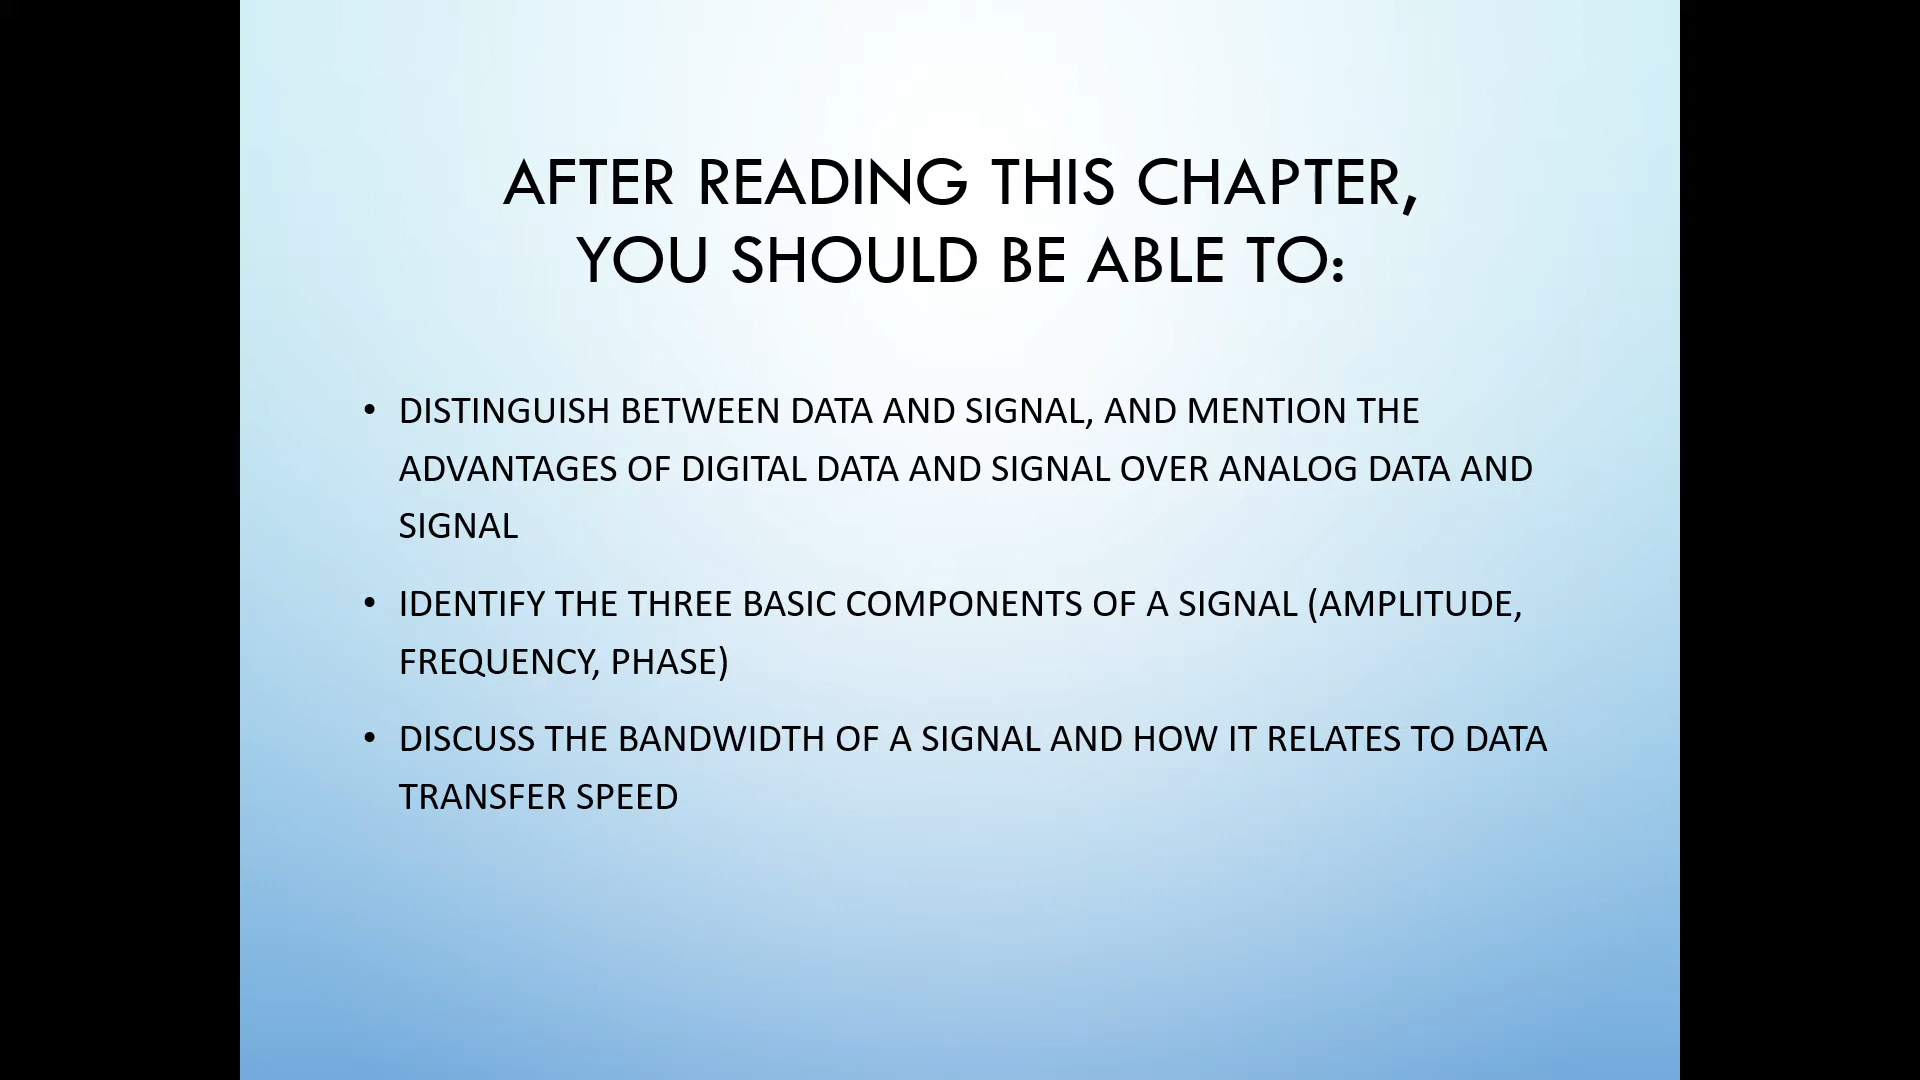 AFTER READING THIS CHAPTER,
YOU SHOULD BE ABLE TO:
• DISTINGUISH BETWEEN DATA AND SIGNAL, AND MENTION THE
ADVANTAGES OF DIGITAL DATA AND SIGNAL OVER ANALOG DATA AND
SIGNAL
• IDENTIFY THE THREE BASIC COMPONENTS OF A SIGNAL (AMPLITUDE,
FREQUENCY, PHASE)
• DISCUSS THE BANDWIDTH OF A SIGNAL AND HOW IT RELATES TO DATA
TRANSFER SPEED